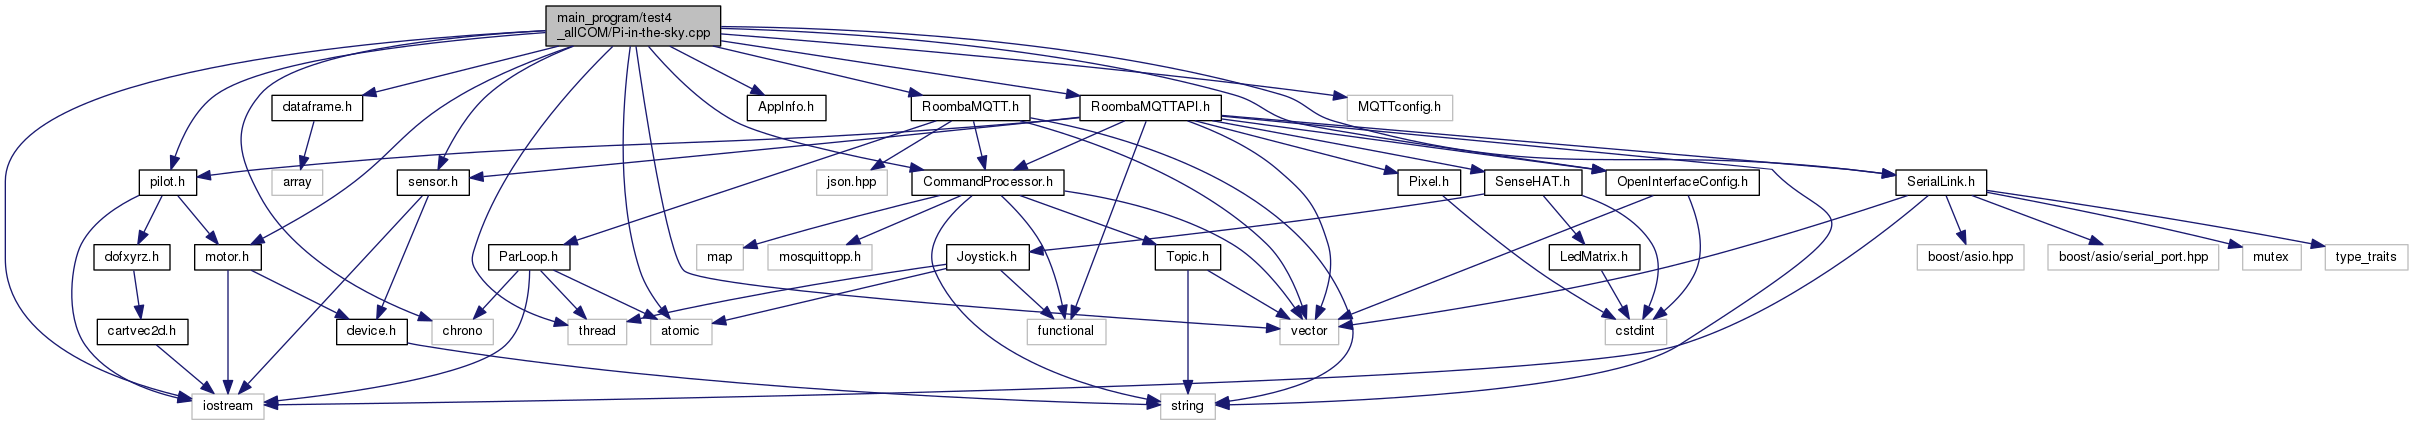 main_program/test4
_allCOM/Pi-in-the-sky.cpp
dataframe.h
AppInfo.h
RoombaMQTT.h
RoombaMQTTAPI.h
MQTTconfig.h
pilot.h
array
sensor.h
json.hpp
CommandProcessor.h
Pixel.h
SenseHAT.h
OpenInterfaceConfig.h
SerialLink.h
dofxyrz.h
motor.h
ParLoop.h
map
mosquittopp.h
Joystick.h
Topic.h
LedMatrix.h
boost/asio.hpp
boost/asio/serial_port.hpp
mutex
type_traits
cartvec2d.h
device.h
chrono
thread
atomic
functional
vector
cstdint
iostream
string